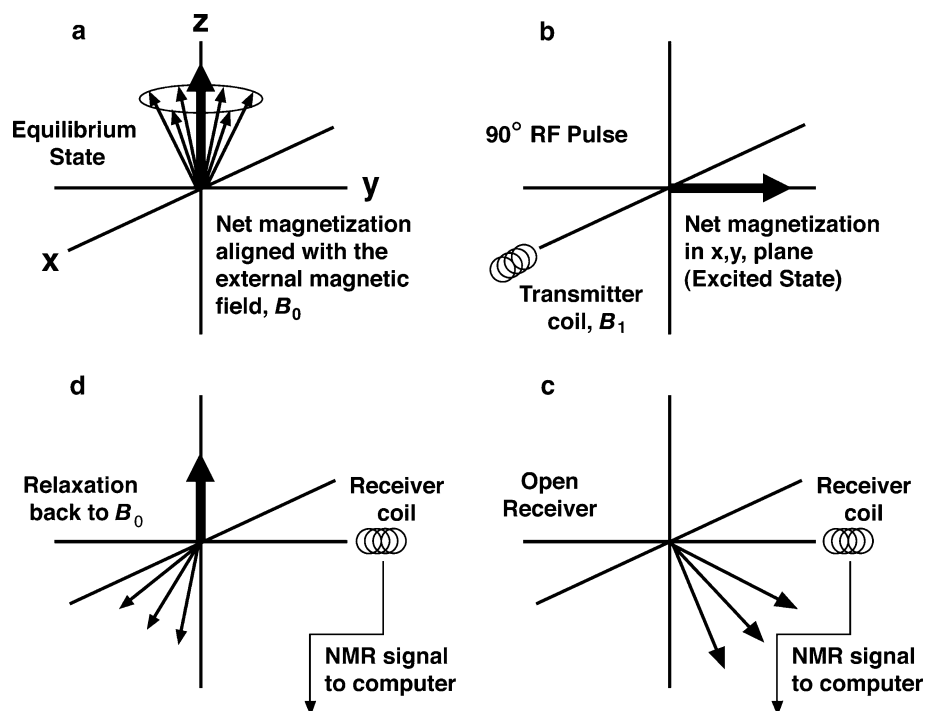 a
z
Equilibrium
State
y
x
Net magnetization
aligned with the
external magnetic
field, B0
b
90° RF Pulse
Net magnetization
in x,y, plane
(Excited State)
Transmitter
coil, B1
d
Relaxation
back to B0
Receiver
coil
NMR signal
to computer
c
Open
Receiver
Receiver
coil
NMR signal
to computer